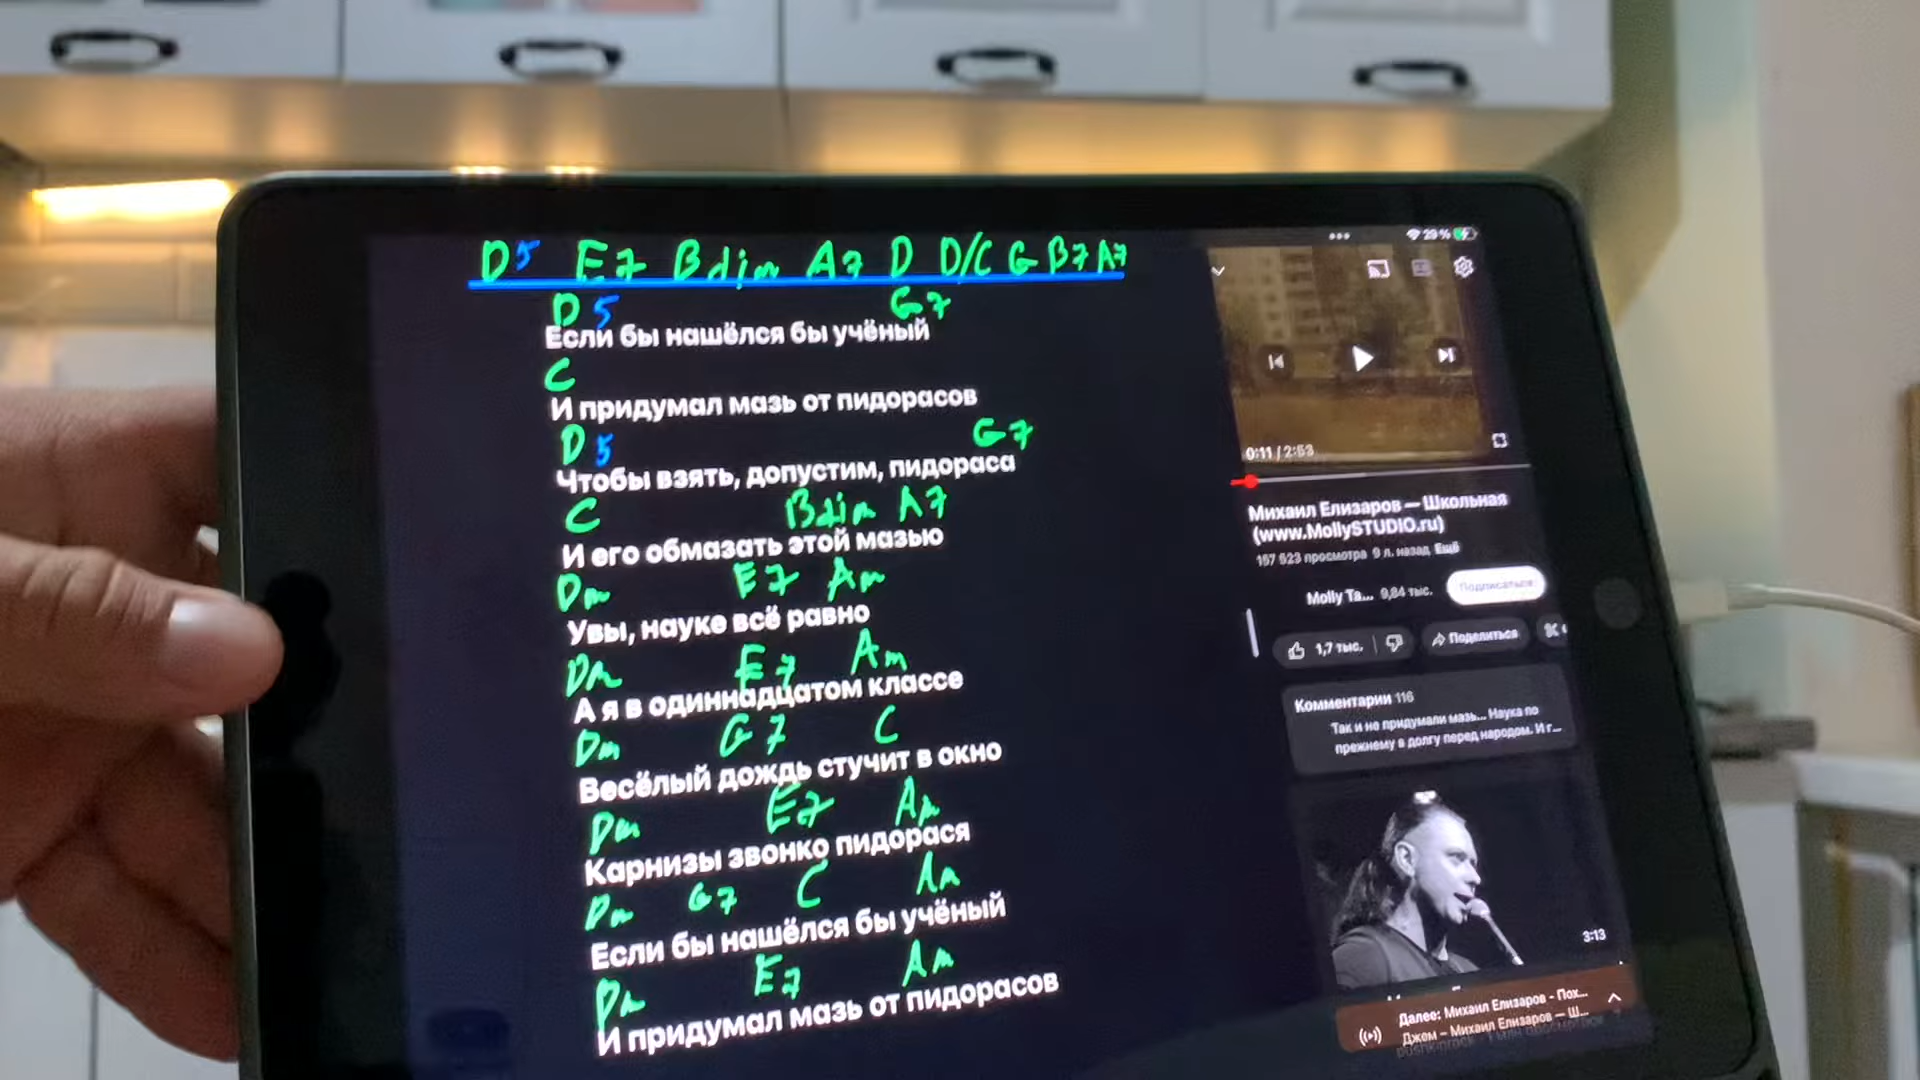 D5 E7 Bdim A7 D D/C G B7 A7
D5 G7
Если бы нашёлся бы учёный
C
И придумал мазь от пидорасов
D5 G7
Чтобы взять, допустим, пидораса
C Bdim A7
И его обмазать этой мазью
Dm E7 Am
Увы, науке всё равно
Dm E7 Am
А я в одиннадцатом классе
Dm G7 C
Весёлый дождь стучит в окно
Dm E7 Am
Карнизы звонко пидорася
Dm G7 C Am
Если бы нашёлся бы учёный
Dm E7 Am
И придумал мазь от пидорасов
29 %
0:11 / 2:53
Михаил Елизаров — Школьная
(www.MollySTUDIO.ru)
157 523 просмотра 9 л. назад Ещё
Molly Ta... 9,84 тыс. Подписаться
1,7 тыс. Поделиться
Комментарии 116
Так и не придумали мазь... Наука по
прежнему в долгу перед народом. И г...
3:13
Далее: Михаил Елизаров - Пох...
Джем – Михаил Елизаров — Ш...